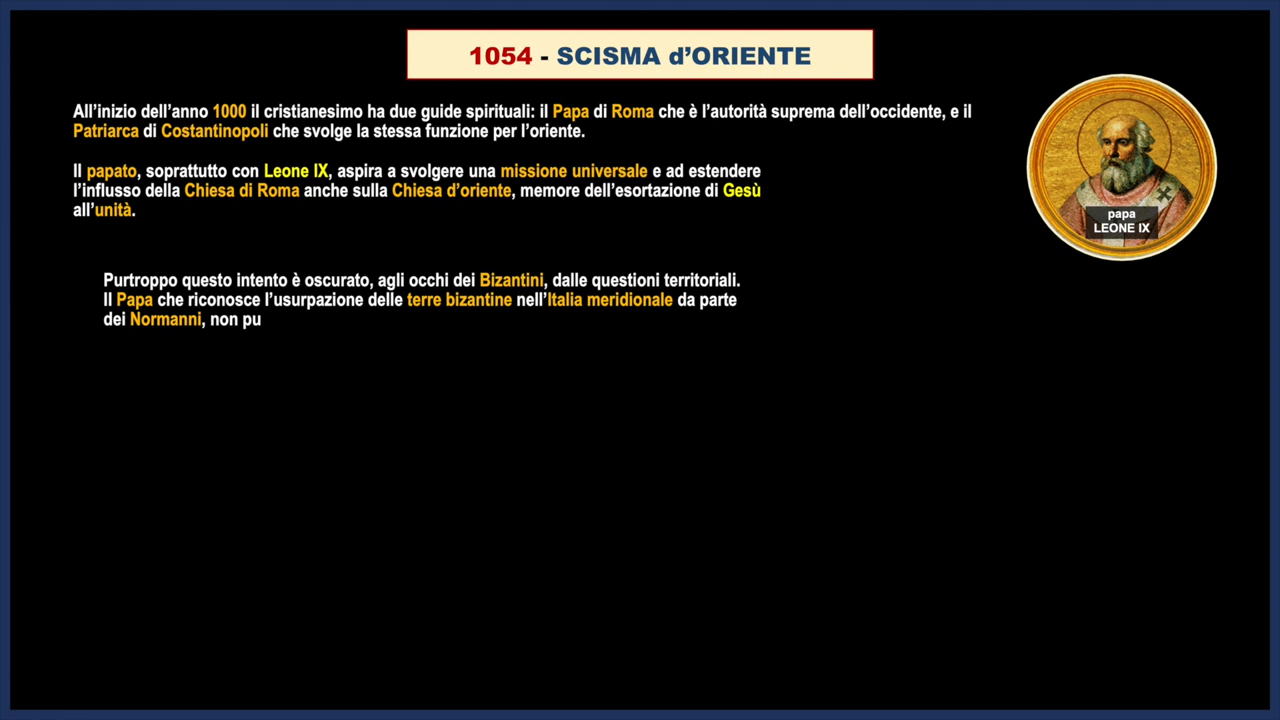 1054 - SCISMA d’ORIENTE
All’inizio dell’anno 1000 il cristianesimo ha due guide spirituali: il Papa di Roma che è l’autorità suprema dell’occidente, e il
Patriarca di Costantinopoli che svolge la stessa funzione per l’oriente.
Il papato, soprattutto con Leone IX, aspira a svolgere una missione universale e ad estendere
l’influsso della Chiesa di Roma anche sulla Chiesa d’oriente, memore dell’esortazione di Gesù
all’unità.
papa
LEONE IX
Purtroppo questo intento è oscurato, agli occhi dei Bizantini, dalle questioni territoriali.
Il Papa che riconosce l’usurpazione delle terre bizantine nell’Italia meridionale da parte
dei Normanni, non pu